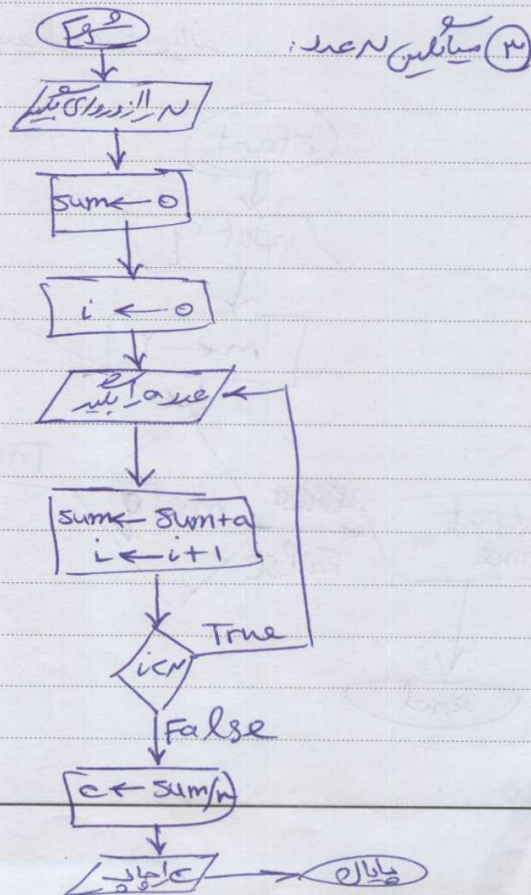 ③ میانگین N عدد:
شروع
N را از ورودی بگیر
sum ← 0
i ← 0
عدد a را بگیر
sum ← sum+a
i ← i+1
i<N
True
False
c ← sum/n
c را چاپ
پایان